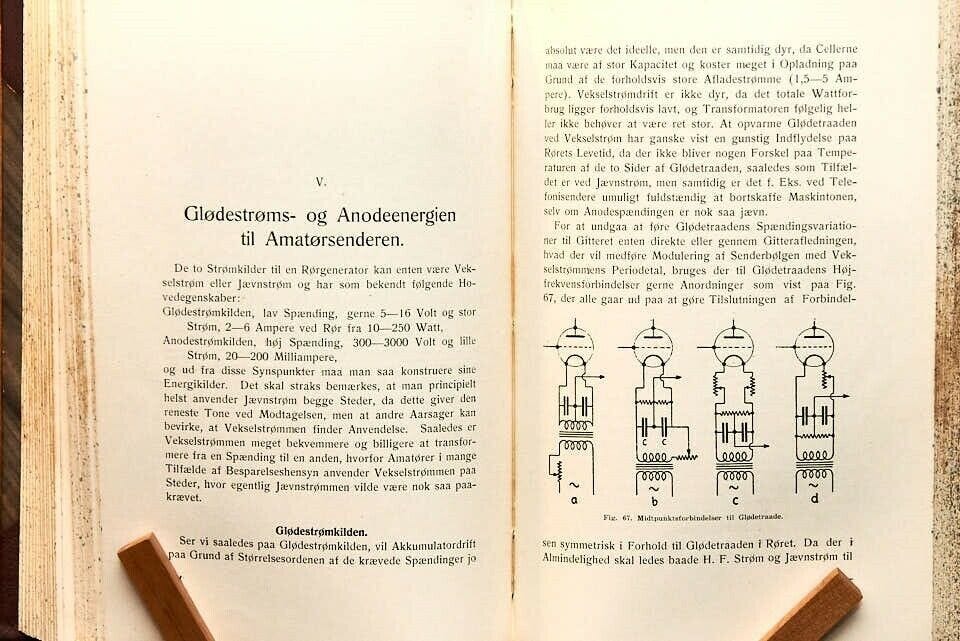 V.
Glødestrøms- og Anodeenergien
til Amatørsenderen.
De to Strømkilder til en Rørgenerator kan enten være Vek-
selstrøm eller Jævnstrøm og har som bekendt følgende Ho-
vedegenskaber:
Glødestrømkilden, lav Spænding, gerne 5—16 Volt og stor
Strøm, 2—6 Ampere ved Rør fra 10—250 Watt,
Anodestrømkilden, høj Spænding, 300—3000 Volt og lille
Strøm, 20—200 Milliampere,
og ud fra disse Synspunkter maa man saa konstruere sine
Energikilder. Det skal straks bemærkes, at man principielt
helst anvender Jævnstrøm begge Steder, da dette giver den
reneste Tone ved Modtagelsen, men at andre Aarsager kan
bevirke, at Vekselstrømmen finder Anvendelse. Saaledes er
Vekselstrømmen meget bekvemmere og billigere at transfor-
mere fra en Spænding til en anden, hvorfor Amatører i mange
Tilfælde af Besparelseshensyn anvender Vekselstrømmen paa
Steder, hvor egentlig Jævnstrømmen vilde være nok saa paa-
krævet.
Glødestrømkilden.
Ser vi saaledes paa Glødestrømkilden, vil Akkumulatordrift
paa Grund af Størrelsesordenen af de krævede Spændinger jo
absolut være det ideelle, men den er samtidig dyr, da Cellerne
maa være af stor Kapacitet og koster meget i Opladning paa
Grund af de forholdsvis store Afladestrømme (1,5—5 Am-
pere). Vekselstrømdrift er ikke dyr, da det totale Wattfor-
brug ligger forholdsvis lavt, og Transformatoren følgelig hel-
ler ikke behøver at være ret stor. At opvarme Glødetraaden
ved Vekselstrøm har ganske vist en gunstig Indflydelse paa
Rørets Levetid, da der ikke bliver nogen Forskel paa Tempe-
raturen af de to Sider af Glødetraaden, saaledes som Tilfæl-
det er ved Jævnstrøm, men samtidig er det f. Eks. ved Tele-
fonisendere umuligt fuldstændig at bortskaffe Maskintonen,
selv om Anodespændingen er nok saa jævn.
For at undgaa at føre Glødetraadens Spændingsvariatio-
ner til Gitteret enten direkte eller gennem Gitterafledningen,
hvad der vil medføre Modulering af Senderbølgen med Vek-
selstrømmens Periodetal, bruges der til Glødetraadens Høj-
frekvensforbindelser gerne Anordninger som vist paa Fig.
67, der alle gaar ud paa at gøre Tilslutningen af Forbindel-
c c
a b c d
Fig. 67. Midtpunktsforbindelser til Glødetraade.
sen symmetrisk i Forhold til Glødetraaden i Røret. Da der i
Almindelighed skal ledes baade H. F. Strøm og Jævnstrøm til